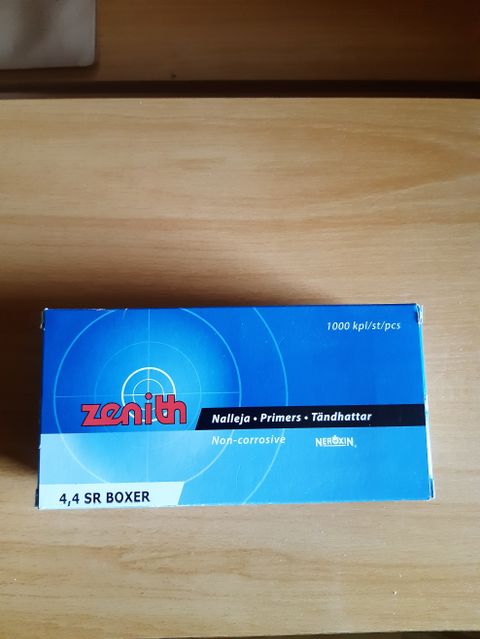 1000 kpl/st/pcs
zenith
Nalleja • Primers • Tändhattar
Non-corrosive
NEROXIN®
4,4 SR BOXER